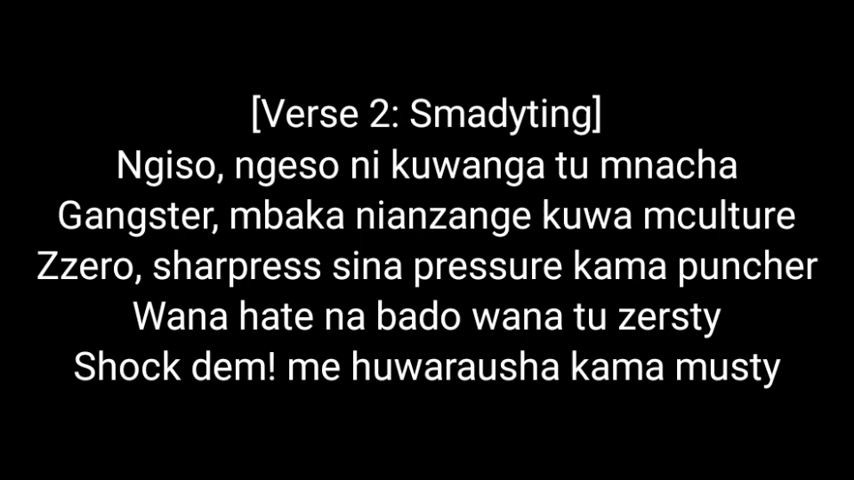 [Verse 2: Smadyting]
Ngiso, ngeso ni kuwanga tu mnacha
Gangster, mbaka nianzange kuwa mculture
Zzero, sharpress sina pressure kama puncher
Wana hate na bado wana tu zersty
Shock dem! me huwarausha kama musty